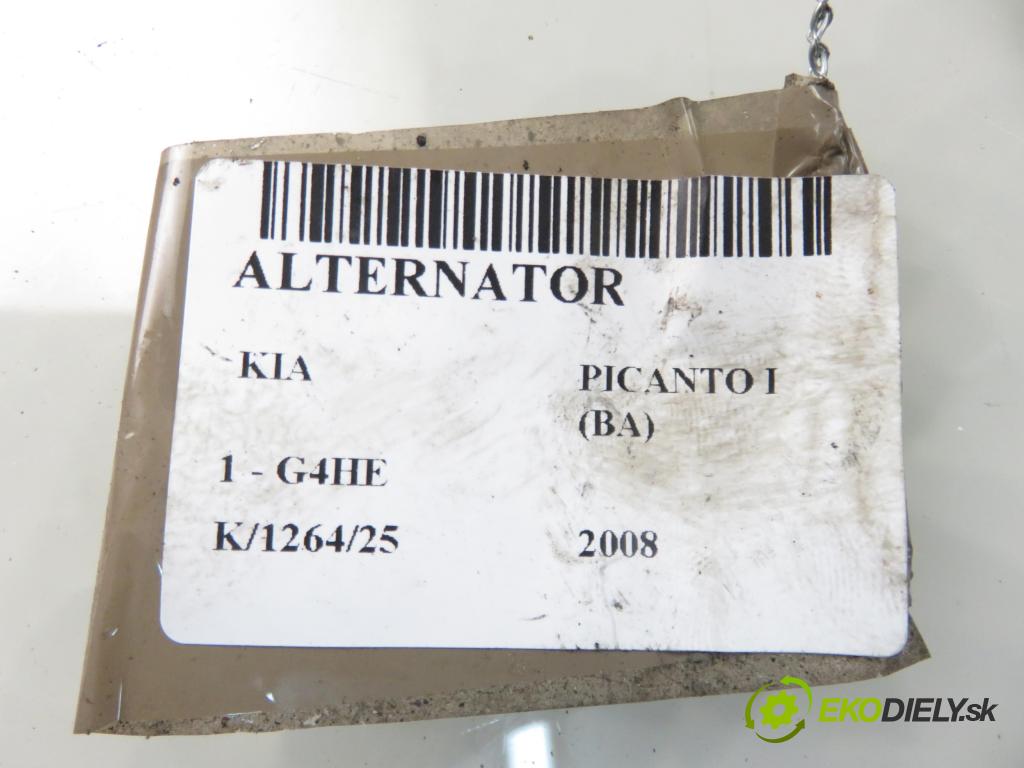 ALTERNATOR
KIA
PICANTO I
(BA)
1 - G4HE
K/1264/25
2008
EKODIELY.sk